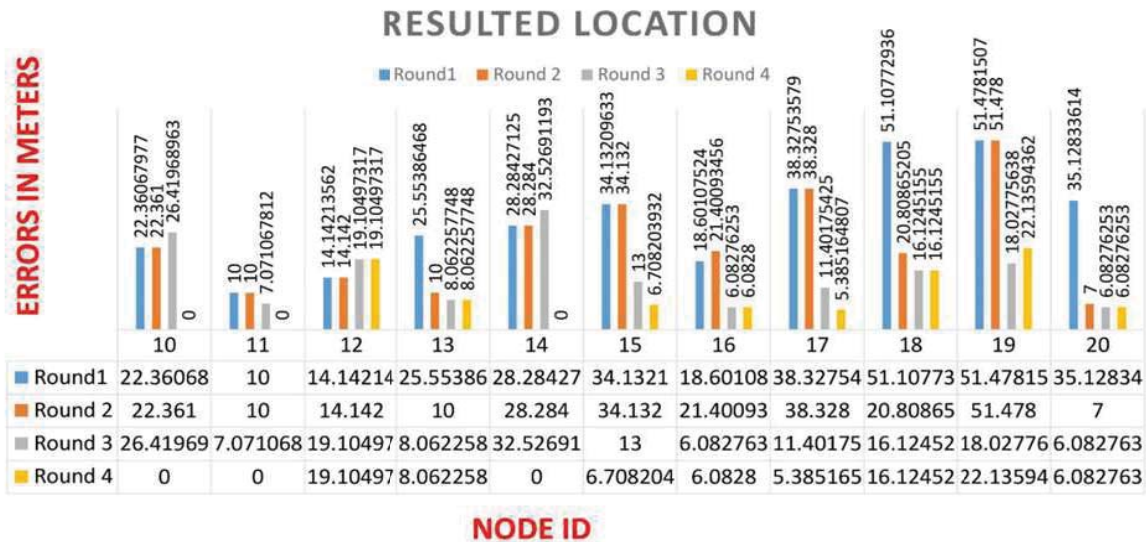 RESULTED LOCATION
Round1 Round 2 Round 3 Round 4
ERRORS IN METERS
22.36067977 22.361 26.41968963 0
10 10 7.071067812 0
14.14213562 14.142 19.10497317 19.10497317
25.55386468 10 8.062257748 8.062257748
28.28427125 28.284 32.52691193 0
34.13209633 34.132 13 6.708203932
18.60107524 21.40093456 6.08276253 6.0828
38.32753579 38.328 11.40175425 5.385164807
51.10772936 20.80865205 16.1245155 16.1245155
51.4781507 51.478 18.02775638 22.13594362
35.12833614 7 6.08276253 6.08276253
10 11 12 13 14 15 16 17 18 19 20
Round1 22.36068 10 14.14214 25.55386 28.28427 34.1321 18.60108 38.32754 51.10773 51.47815 35.12834
Round 2 22.361 10 14.142 10 28.284 34.132 21.40093 38.328 20.80865 51.478 7
Round 3 26.41969 7.071068 19.10497 8.062258 32.52691 13 6.082763 11.40175 16.12452 18.02776 6.082763
Round 4 0 0 19.10497 8.062258 0 6.708204 6.0828 5.385165 16.12452 22.13594 6.082763
NODE ID